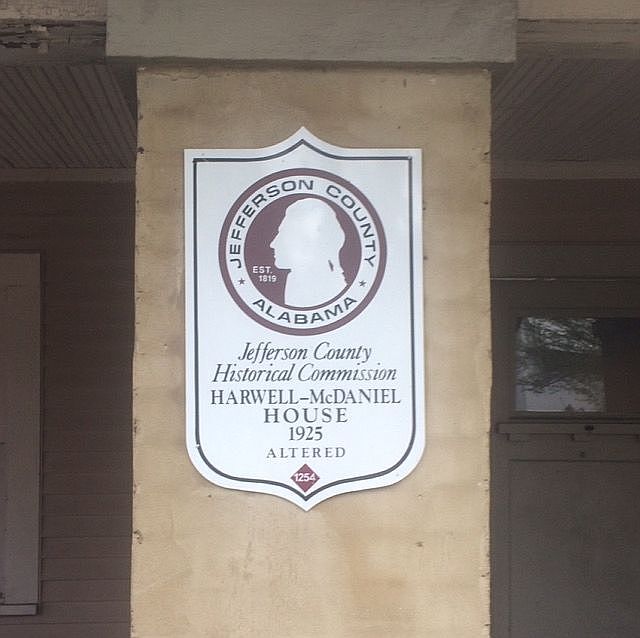 JEFFERSON COUNTY
EST.
1819
ALABAMA
Jefferson County
Historical Commission
HARWELL–McDANIEL
HOUSE
1925
ALTERED
1254